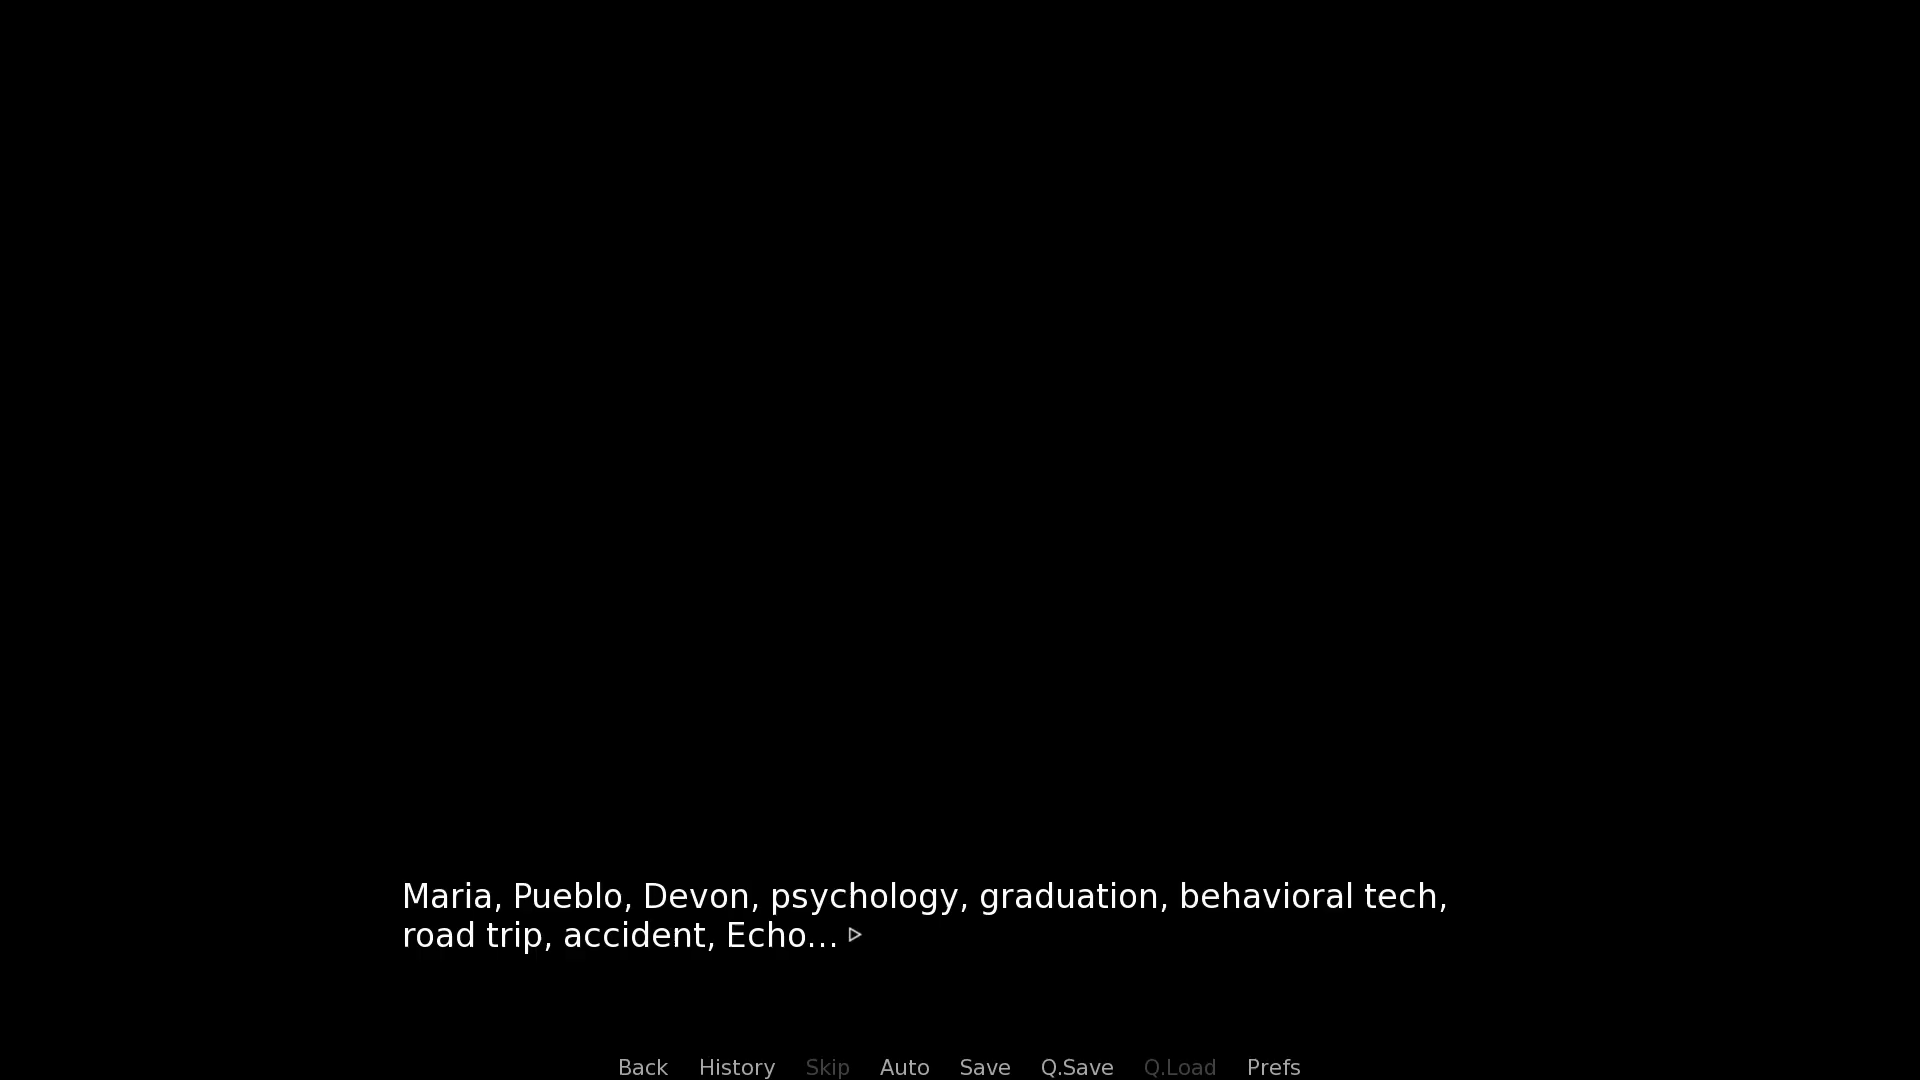 Maria, Pueblo, Devon, psychology, graduation, behavioral tech,
road trip, accident, Echo...
Back History Skip Auto Save Q.Save Q.Load Prefs